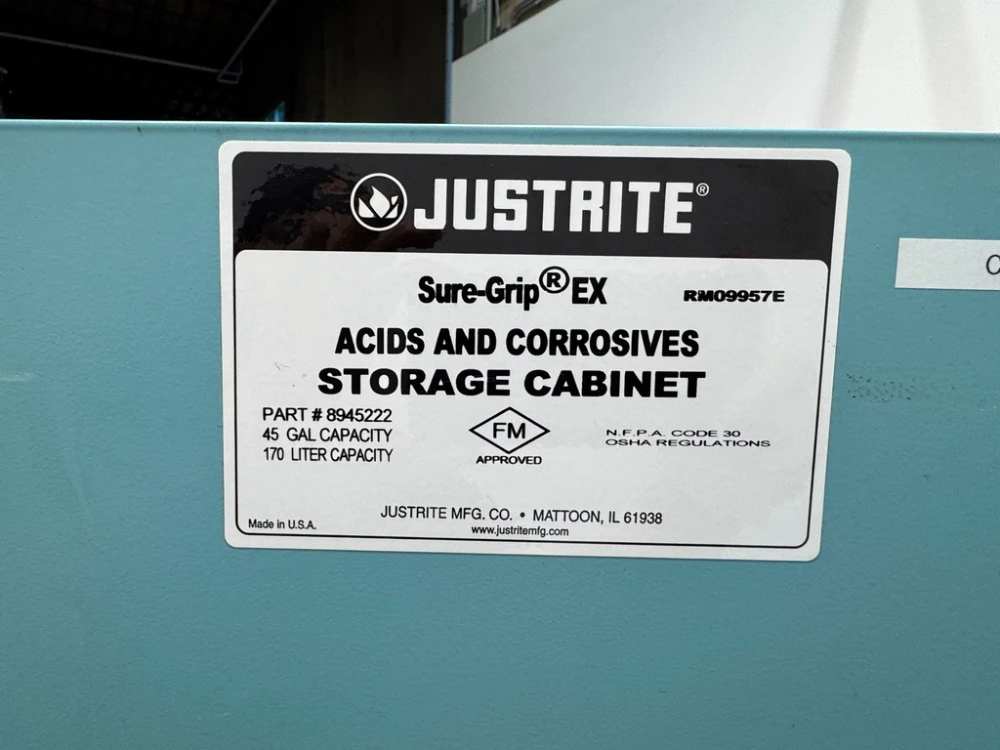 JUSTRITE®
Sure-Grip® EX
RM09957E
ACIDS AND CORROSIVES
STORAGE CABINET
PART # 8945222
45 GAL CAPACITY
170 LITER CAPACITY
FM
APPROVED
N.F.P.A. CODE 30
OSHA REGULATIONS
JUSTRITE MFG. CO. • MATTOON, IL 61938
www.justritemfg.com
Made in U.S.A.